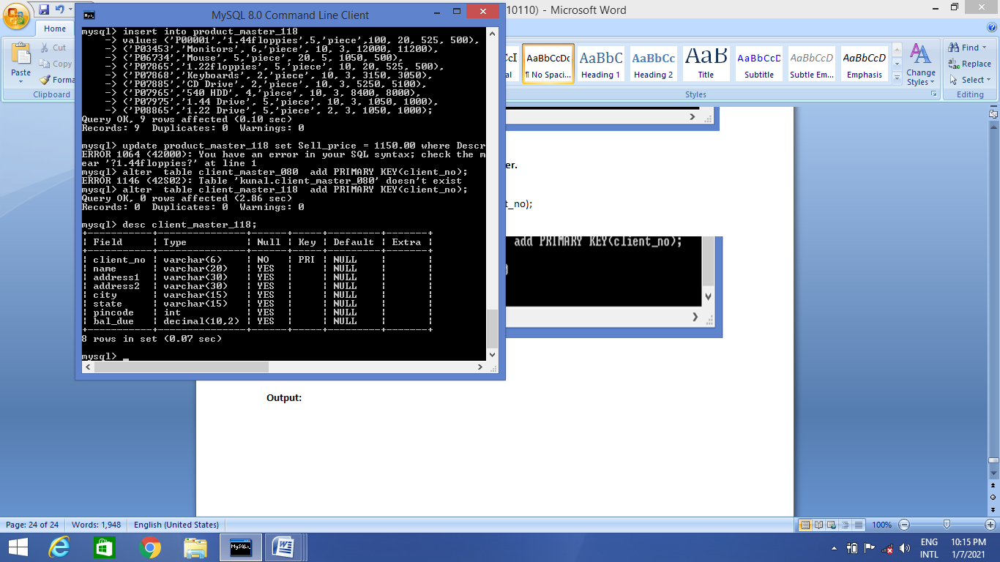 MySQL 8.0 Command Line Client
10110) - Microsoft Word
Home
Cut
Copy
Forma
Paste
Clipboard
mysql> insert into product_master_118
-> values ('P00001','1.44floppies',5,'piece',100, 20, 525, 500),
-> ('P03453','Monitors', 6,'piece', 10, 3, 12000, 11200),
-> ('P06734','Mouse', 5,'piece', 20, 5, 1050, 500),
-> ('P07865','1.22floppies', 5,'piece', 10, 20, 525, 500),
-> ('P07868','Keyboards', 2,'piece', 10, 3, 3150, 3050),
-> ('P07885','CD Drive', 2,'piece', 10, 3, 5250, 5100),
-> ('P07965','540 HDD', 4,'piece', 10, 3, 8400, 8000),
-> ('P07975','1.44 Drive', 5,'piece', 10, 3, 1050, 1000),
-> ('P08865','1.22 Drive', 5,'piece', 2, 3, 1050, 1000);
Query OK, 9 rows affected (0.10 sec)
Records: 9  Duplicates: 0  Warnings: 0
mysql> update product_master_118 set Sell_price = 1150.00 where Descr
ERROR 1064 (42000): You have an error in your SQL syntax; check the m
ear '?1.44floppies?' at line 1
mysql> alter  table client_master_080  add PRIMARY KEY(client_no);
ERROR 1146 (42S02): Table 'kunal.client_master_080' doesn't exist
mysql> alter  table client_master_118  add PRIMARY KEY(client_no);
Query OK, 0 rows affected (2.86 sec)
Records: 0  Duplicates: 0  Warnings: 0
mysql> desc client_master_118;
| Field | Type | Null | Key | Default | Extra |
| client_no | varchar(6) | NO | PRI | NULL | |
| name | varchar(20) | YES | | NULL | |
| address1 | varchar(30) | YES | | NULL | |
| address2 | varchar(30) | YES | | NULL | |
| city | varchar(15) | YES | | NULL | |
| state | varchar(15) | YES | | NULL | |
| pincode | int | YES | | NULL | |
| bal_due | decimal(10,2) | YES | | NULL | |
8 rows in set (0.07 sec)
mysql> _
AaBbCcDc AaBbC AaBbCc AaB AaBbCcD AaBbCcD AaBbCcD
al ¶ No Spaci... Heading 1 Heading 2 Title Subtitle Subtle Em... Emphasis
Change Styles
Styles
Find
Replace
Select
Editing
er.
t_no);
add PRIMARY KEY(client_no);
Output:
Page: 24 of 24 Words: 1,948 English (United States) 100%
MySQL
ENG 10:15 PM
INTL 1/7/2021